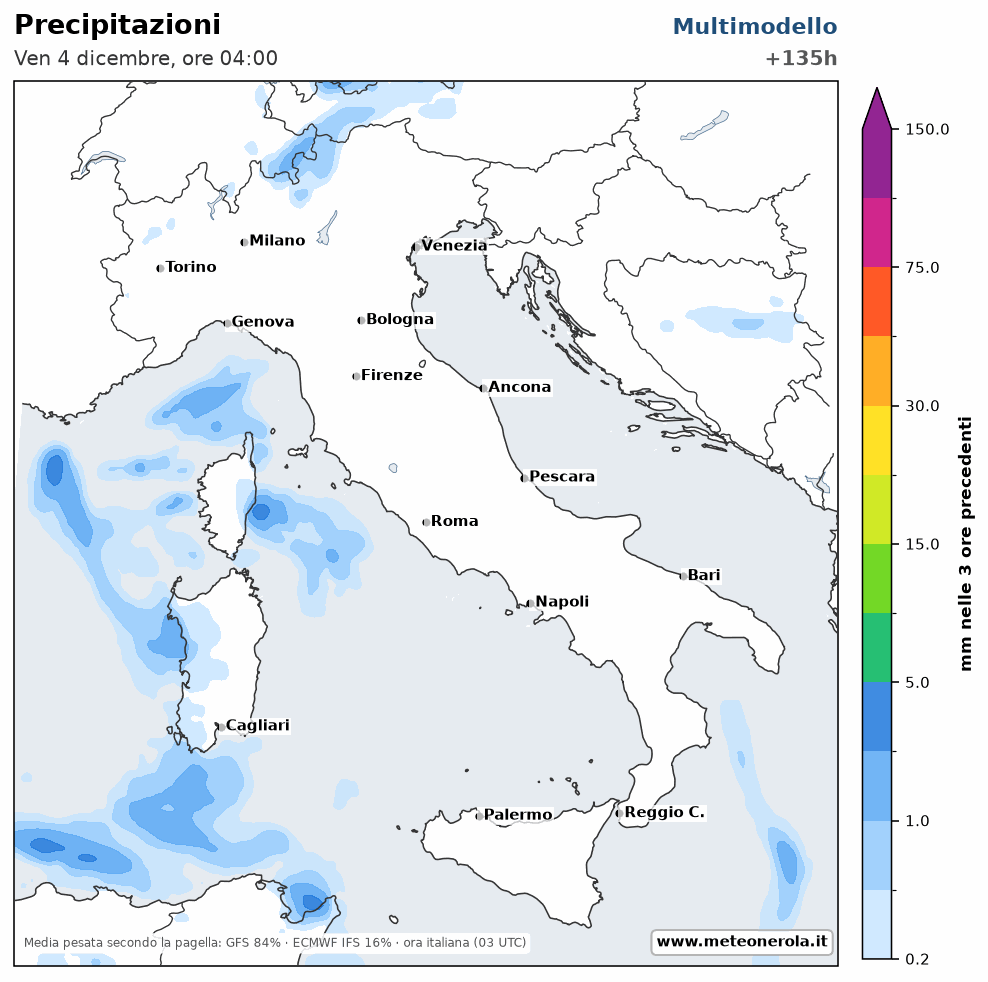 Precipitazioni
Multimodello
Ven 4 dicembre, ore 04:00
+135h
150.0
75.0
30.0
15.0
5.0
1.0
0.2
mm nelle 3 ore precedenti
Milano
Venezia
Torino
Genova
Bologna
Firenze
Ancona
Pescara
Roma
Bari
Napoli
Cagliari
Palermo
Reggio C.
Media pesata secondo la pagella: GFS 84% · ECMWF IFS 16% · ora italiana (03 UTC)
www.meteonerola.it